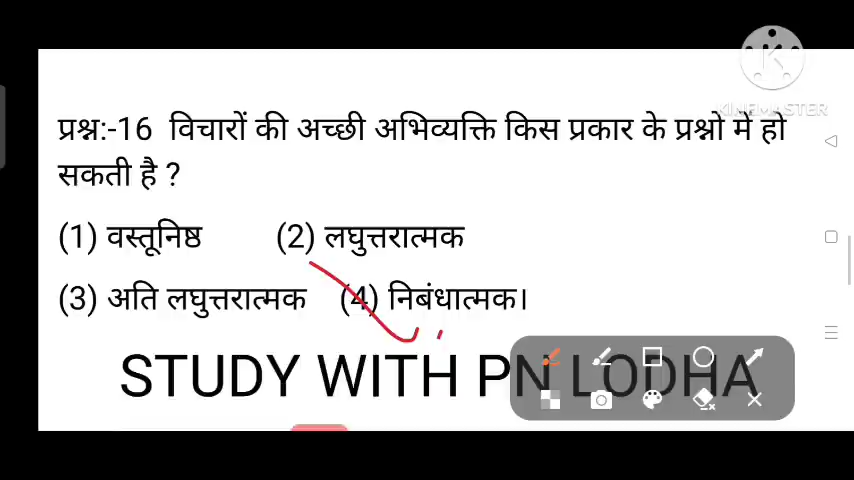 KINEMASTER
प्रश्न:-16 विचारों की अच्छी अभिव्यक्ति किस प्रकार के प्रश्नो में हो
सकती है ?
(1) वस्तूनिष्ठ (2) लघुत्तरात्मक
(3) अति लघुत्तरात्मक (4) निबंधात्मक।
STUDY WITH PN LODHA